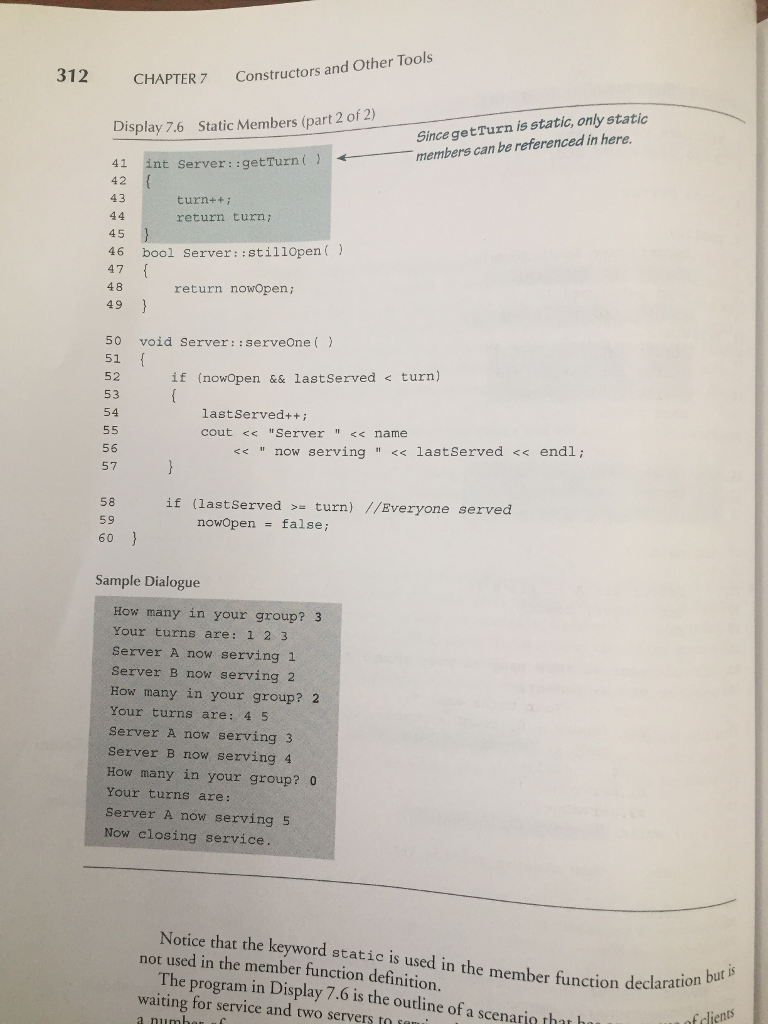 312 CHAPTER 7 Constructors and Other Tools
Display 7.6 Static Members (part 2 of 2)
Since getTurn is static, only static
members can be referenced in here.
41 int Server::getTurn( )
42 {
43 turn++;
44 return turn;
45 }
46 bool Server::stillOpen( )
47 {
48 return nowOpen;
49 }
50 void Server::serveOne( )
51 {
52 if (nowOpen && lastServed < turn)
53 {
54 lastServed++;
55 cout << "Server " << name
56 << " now serving " << lastServed << endl;
57 }
58 if (lastServed >= turn) //Everyone served
59 nowOpen = false;
60 }
Sample Dialogue
How many in your group? 3
Your turns are: 1 2 3
Server A now serving 1
Server B now serving 2
How many in your group? 2
Your turns are: 4 5
Server A now serving 3
Server B now serving 4
How many in your group? 0
Your turns are:
Server A now serving 5
Now closing service.
Notice that the keyword static is used in the member function declaration but is
not used in the member function definition.
The program in Display 7.6 is the outline of a scenario that of clients
waiting for service and two servers to
a number